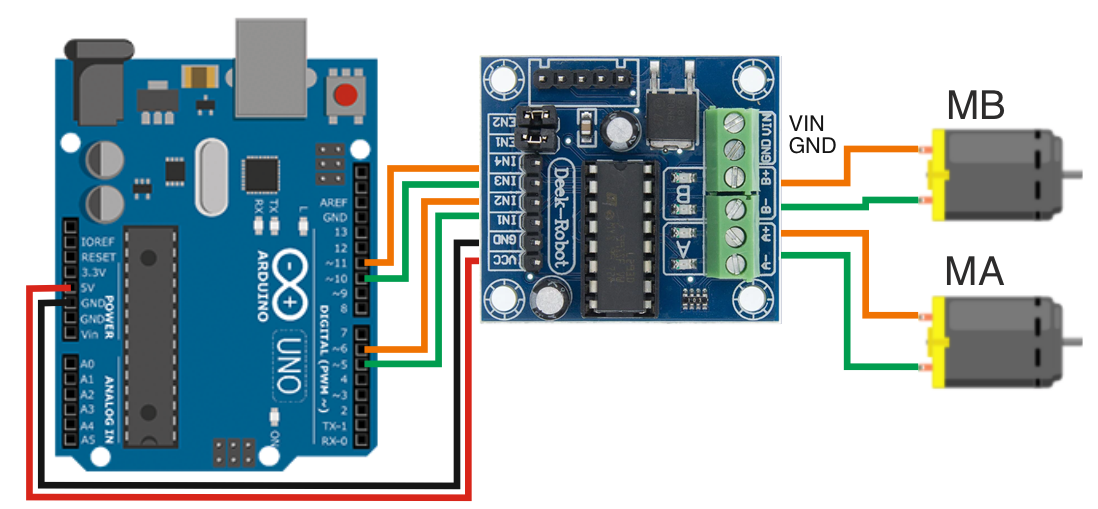 MB
MA
VIN
GND
RX
TX
L
AREF
GND
13
12
~11
~10
~9
8
7
~6
~5
4
~3
2
TX-1
RX-0
DIGITAL (PWM ~)
ARDUINO
UNO
ON
IOREF
RESET
3.3V
5V
GND
GND
Vin
POWER
A0
A1
A2
A3
A4
A5
ANALOG IN
EN2
EN1
IN4
IN3
IN2
IN1
GND
VCC
Deek-Robot
B
A
VIN
GND
B+
B-
A+
A-